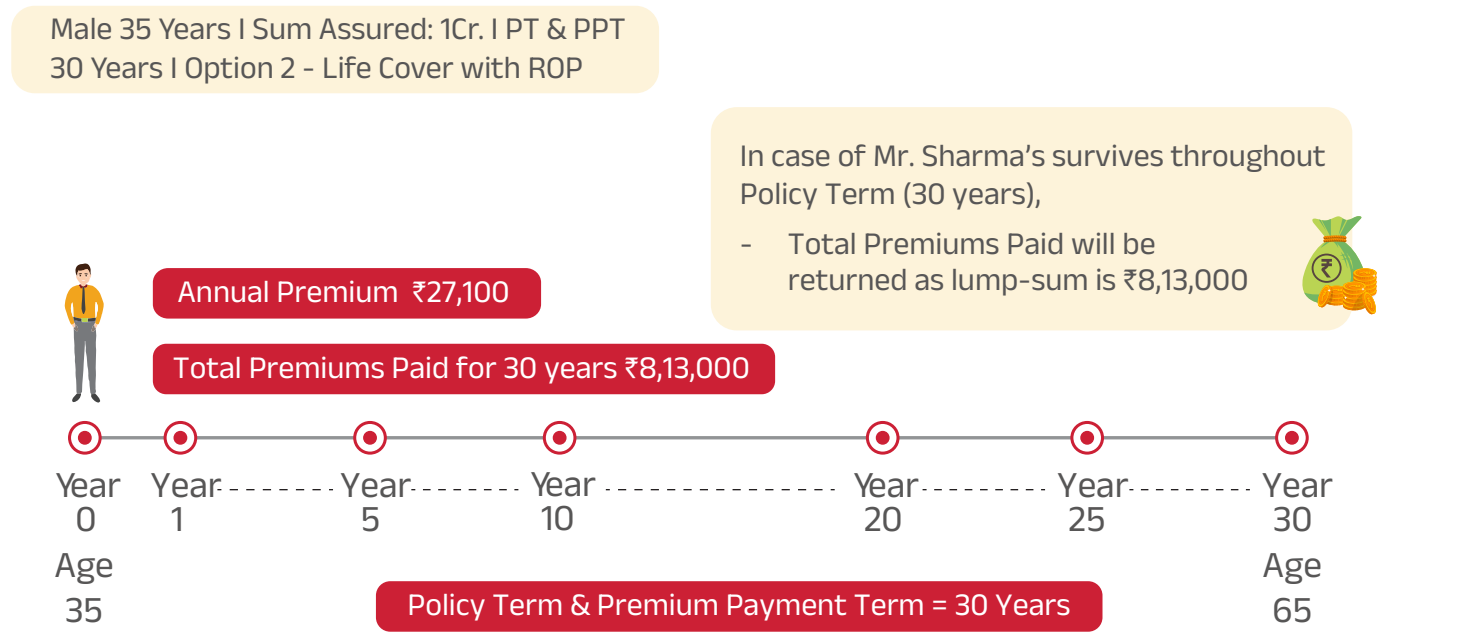 Male 35 Years I Sum Assured: 1Cr. I PT & PPT
30 Years I Option 2 - Life Cover with ROP
In case of Mr. Sharma's survives throughout
Policy Term (30 years),
- Total Premiums Paid will be
returned as lump-sum is ₹8,13,000
₹
Annual Premium ₹27,100
Total Premiums Paid for 30 years ₹8,13,000
Year Year Year Year Year Year Year
0 1 5 10 20 25 30
Age Age
35 65
Policy Term & Premium Payment Term = 30 Years